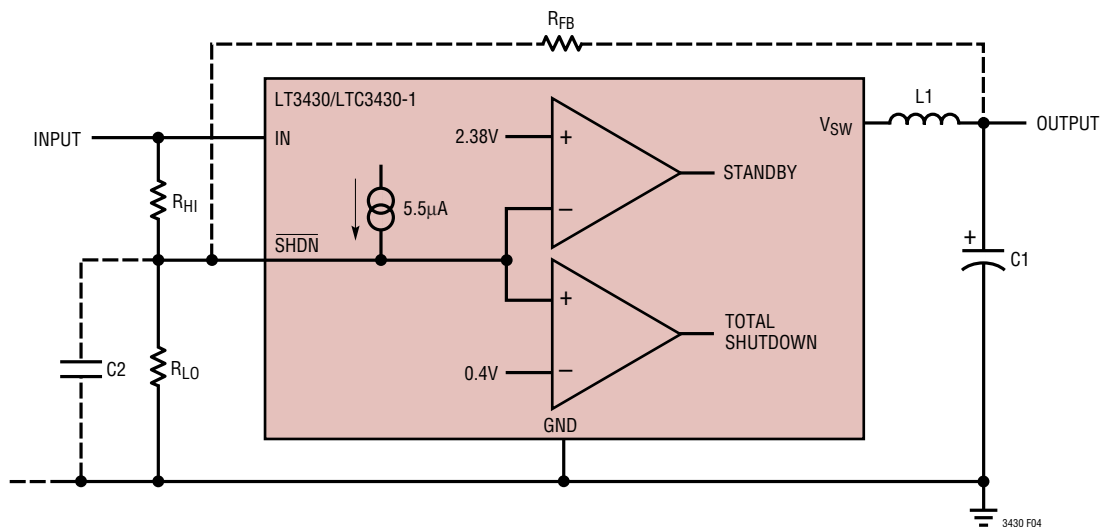 RFB
LT3430/LTC3430-1
L1
INPUT
IN
2.38V
+
VSW
OUTPUT
STANDBY
RHI
5.5µA
–
SHDN
+
C1
+
TOTAL
SHUTDOWN
C2
RLO
0.4V
–
GND
3430 F04